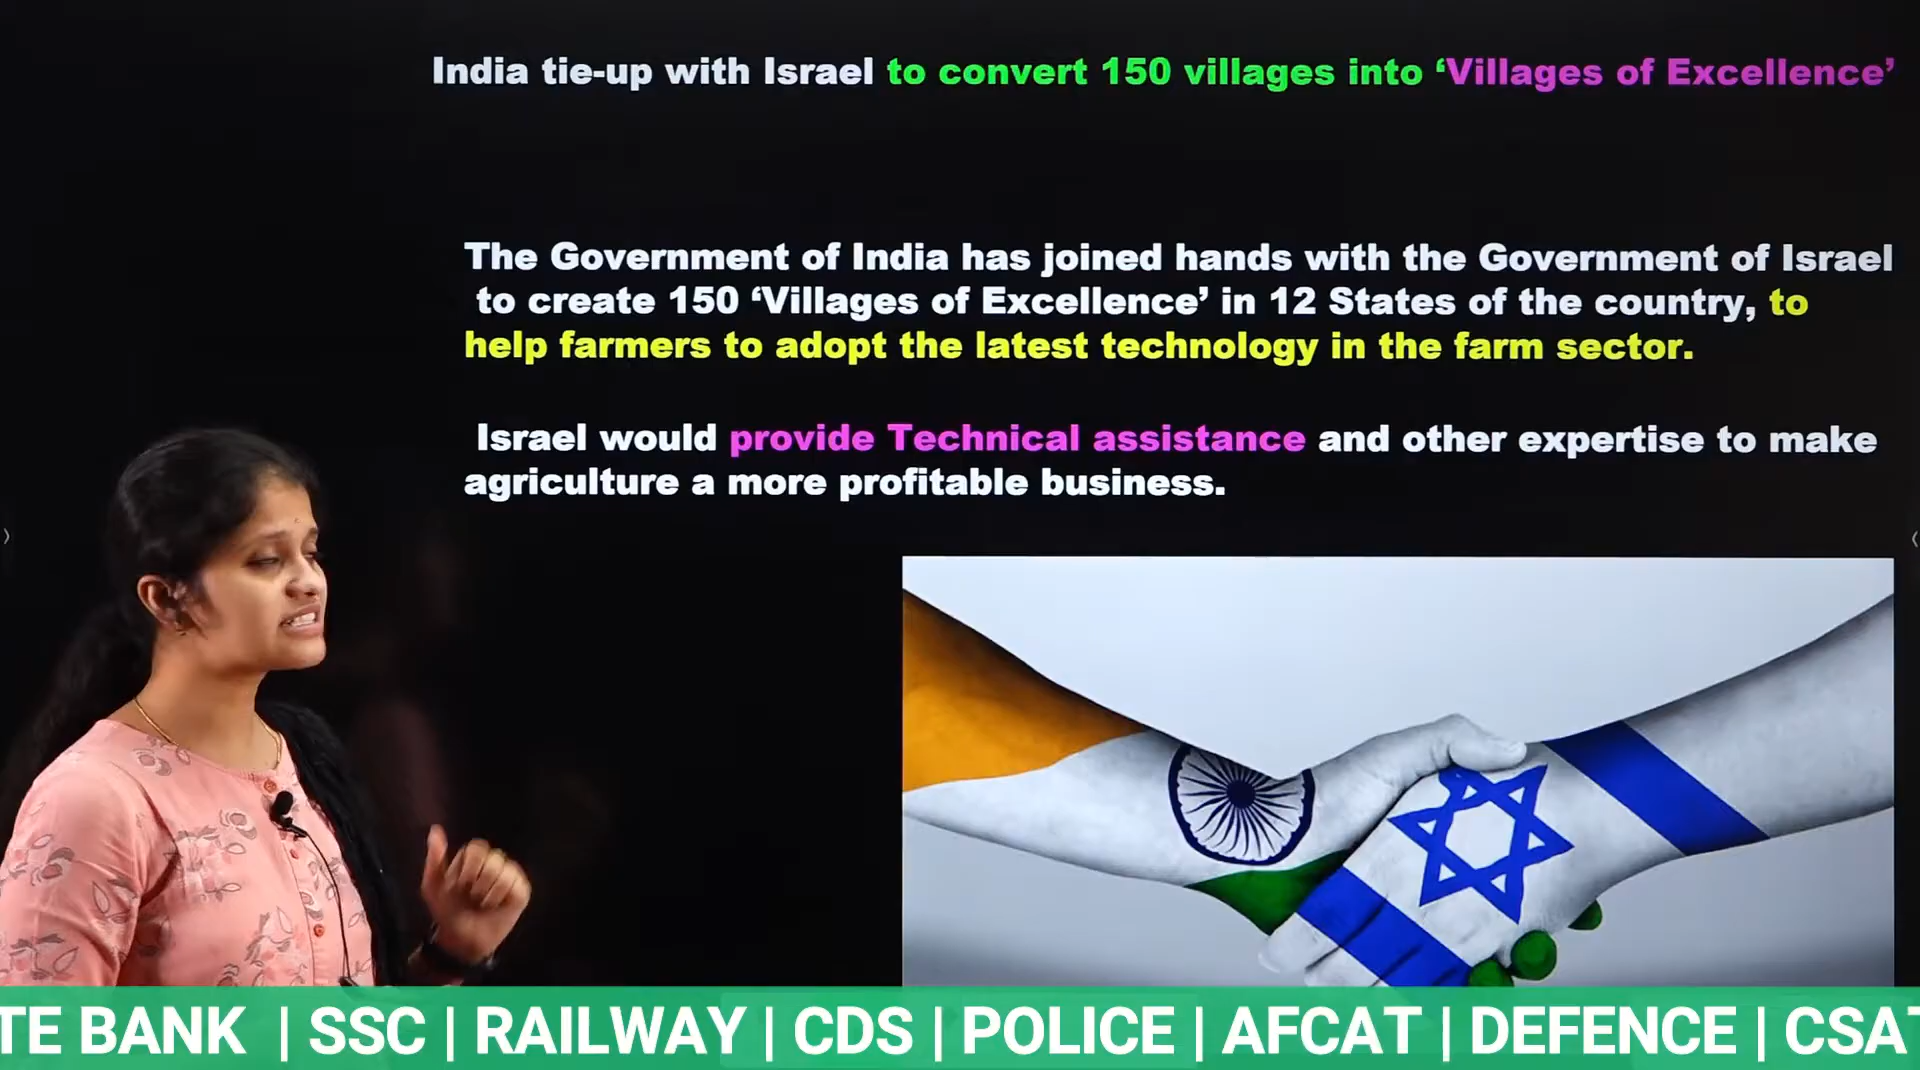 India tie-up with Israel to convert 150 villages into ‘Villages of Excellence’
The Government of India has joined hands with the Government of Israel
to create 150 ‘Villages of Excellence’ in 12 States of the country, to
help farmers to adopt the latest technology in the farm sector.
Israel would provide Technical assistance and other expertise to make
agriculture a more profitable business.
TE BANK | SSC | RAILWAY | CDS | POLICE | AFCAT | DEFENCE | CSAT